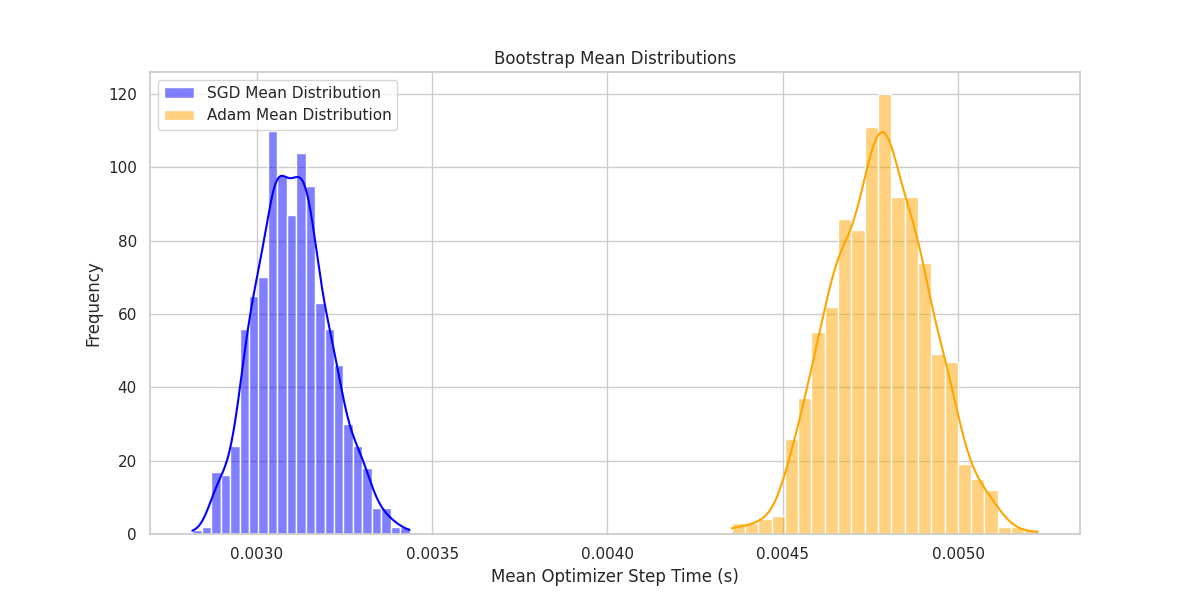 Bootstrap Mean Distributions
SGD Mean Distribution
Adam Mean Distribution
Frequency
120
100
80
60
40
20
0
0.0030 0.0035 0.0040 0.0045 0.0050
Mean Optimizer Step Time (s)